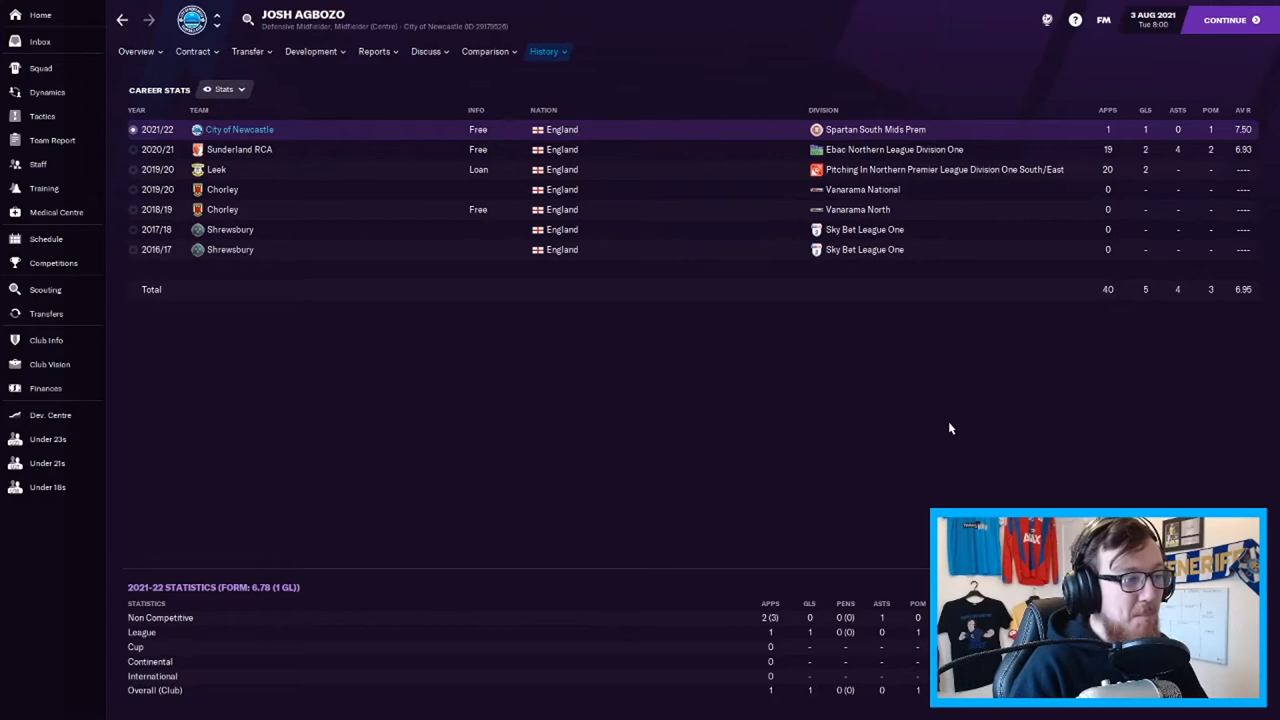 Home
JOSH AGBOZO
Defensive Midfielder, Midfielder (Centre) - City of Newcastle (ID 29179526)
FM
3 AUG 2021
Tue 8:00
CONTINUE
Inbox
Squad
Dynamics
Tactics
Team Report
Staff
Training
Medical Centre
Schedule
Competitions
Scouting
Transfers
Club Info
Club Vision
Finances
Dev. Centre
Under 23s
Under 21s
Under 18s
Overview Contract Transfer Development Reports Discuss Comparison History
CAREER STATS Stats
YEAR TEAM INFO NATION DIVISION APPS GLS ASTS POM AV R
2021/22 City of Newcastle Free England Spartan South Mids Prem 1 1 0 1 7.50
2020/21 Sunderland RCA Free England Ebac Northern League Division One 19 2 4 2 6.93
2019/20 Leek Loan England Pitching In Northern Premier League Division One South/East 20 2 - - ----
2019/20 Chorley England Vanarama National 0 - - - ----
2018/19 Chorley Free England Vanarama North 0 - - - ----
2017/18 Shrewsbury England Sky Bet League One 0 - - - ----
2016/17 Shrewsbury England Sky Bet League One 0 - - - ----
Total 40 5 4 3 6.95
2021-22 STATISTICS (FORM: 6.78 (1 GL))
STATISTICS APPS GLS PENS ASTS POM
Non Competitive 2 (3) 0 0 (0) 1 0
League 1 1 0 (0) 0 1
Cup 0 - - - -
Continental 0 - - - -
International 0 - - - -
Overall (Club) 1 1 0 (0) 0 1